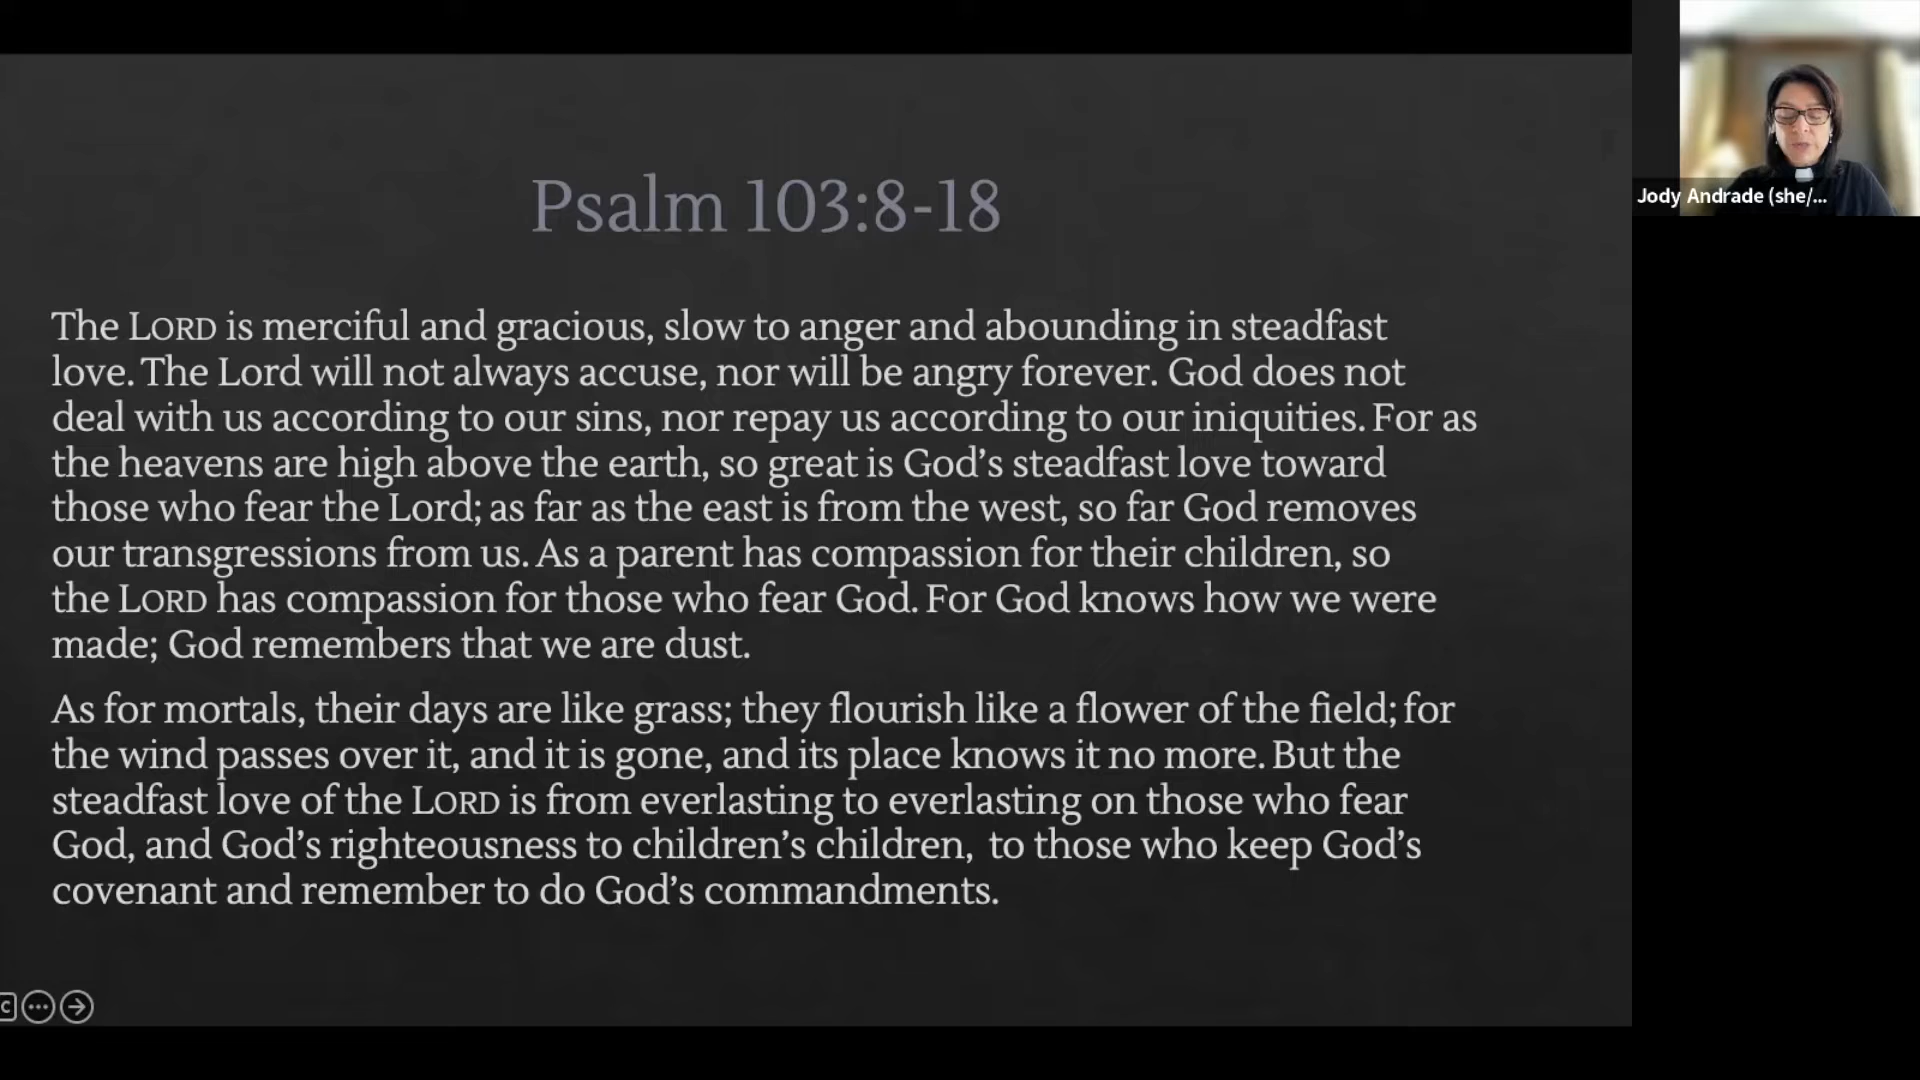 Psalm 103:8-18
The LORD is merciful and gracious, slow to anger and abounding in steadfast
love. The Lord will not always accuse, nor will be angry forever. God does not
deal with us according to our sins, nor repay us according to our iniquities. For as
the heavens are high above the earth, so great is God’s steadfast love toward
those who fear the Lord; as far as the east is from the west, so far God removes
our transgressions from us. As a parent has compassion for their children, so
the LORD has compassion for those who fear God. For God knows how we were
made; God remembers that we are dust.
As for mortals, their days are like grass; they flourish like a flower of the field; for
the wind passes over it, and it is gone, and its place knows it no more. But the
steadfast love of the LORD is from everlasting to everlasting on those who fear
God, and God’s righteousness to children’s children, to those who keep God’s
covenant and remember to do God’s commandments.
Jody Andrade (she/...